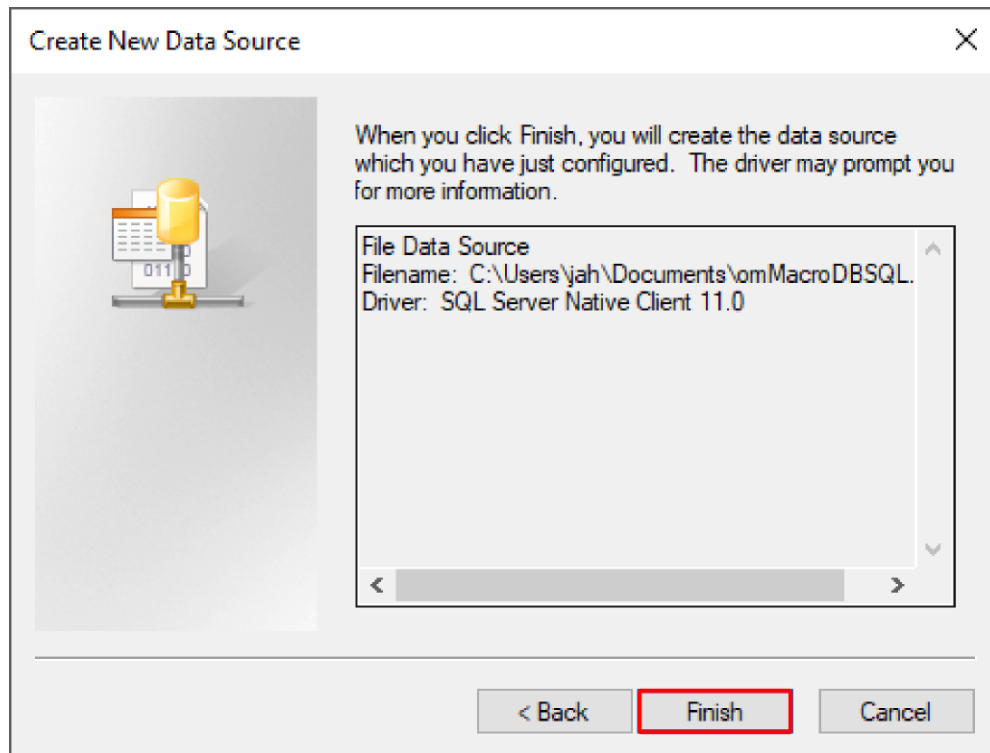 Create New Data Source
When you click Finish, you will create the data source
which you have just configured. The driver may prompt you
for more information.
File Data Source
Filename: C:\Users\jah\Documents\omMacroDBSQL.
Driver: SQL Server Native Client 11.0
< Back
Finish
Cancel